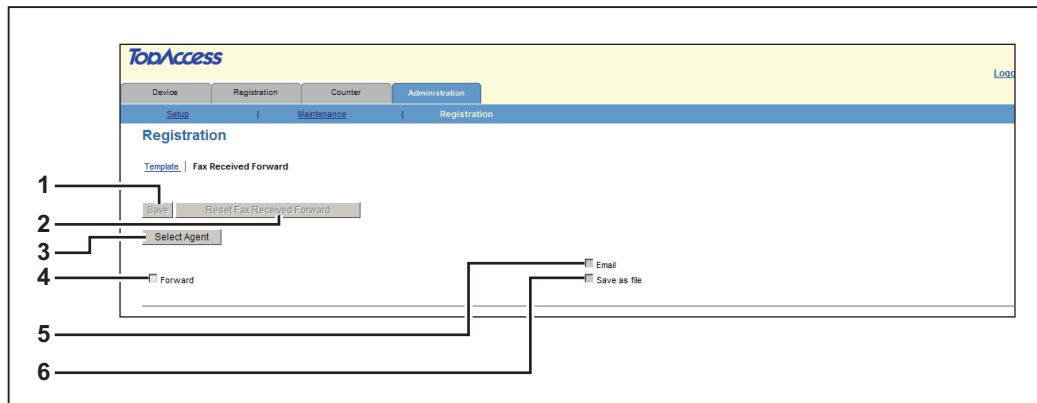 TopAccess
Device Registration Counter Administration
Setup | Maintenance | Registration
Registration
Template | Fax Received Forward
1
Save Reset Fax Received Forward
2
Select Agent
3
Email
4
Forward
Save as file
5
6